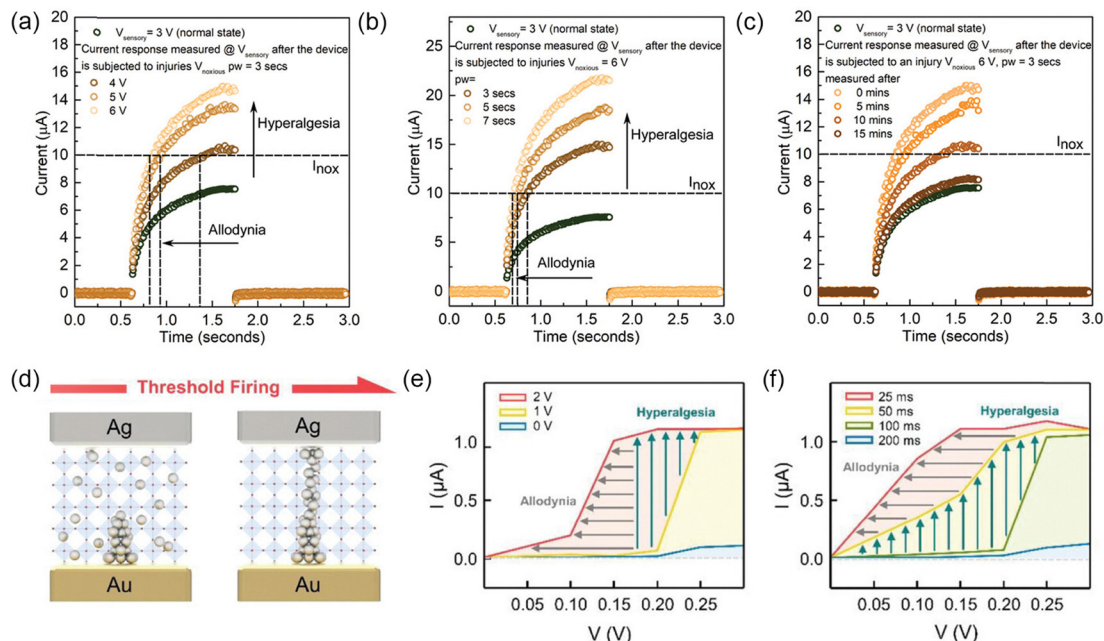 (a)
V_sensory = 3 V (normal state)
Current response measured @ V_sensory after the device
is subjected to injuries V_noxious pw = 3 secs
4 V
5 V
6 V
Hyperalgesia
I_nox
Allodynia
Current (µA)
20
18
16
14
12
10
8
6
4
2
0
0.0 0.5 1.0 1.5 2.0 2.5 3.0
Time (seconds)
(b)
V_sensory = 3 V (normal state)
Current response measured @ V_sensory after the device
is subjected to injuries V_noxious = 6 V
pw=
3 secs
5 secs
7 secs
Hyperalgesia
I_nox
Allodynia
Current (µA)
25
20
15
10
5
0
0.0 0.5 1.0 1.5 2.0 2.5 3.0
Time (seconds)
(c)
V_sensory = 3 V (normal state)
Current response measured @ V_sensory after the device
is subjected to an injury V_noxious 6 V, pw = 3 secs
measured after
0 mins
5 mins
10 mins
15 mins
I_nox
Current (µA)
20
18
16
14
12
10
8
6
4
2
0
0.0 0.5 1.0 1.5 2.0 2.5 3.0
Time (seconds)
(d)
Threshold Firing
Ag
Au
Ag
Au
(e)
2 V
1 V
0 V
Hyperalgesia
Allodynia
I (µA)
1.0
0.5
0.0
0.05 0.10 0.15 0.20 0.25
V (V)
(f)
25 ms
50 ms
100 ms
200 ms
Hyperalgesia
Allodynia
I (µA)
1.0
0.5
0.0
0.05 0.10 0.15 0.20 0.25
V (V)